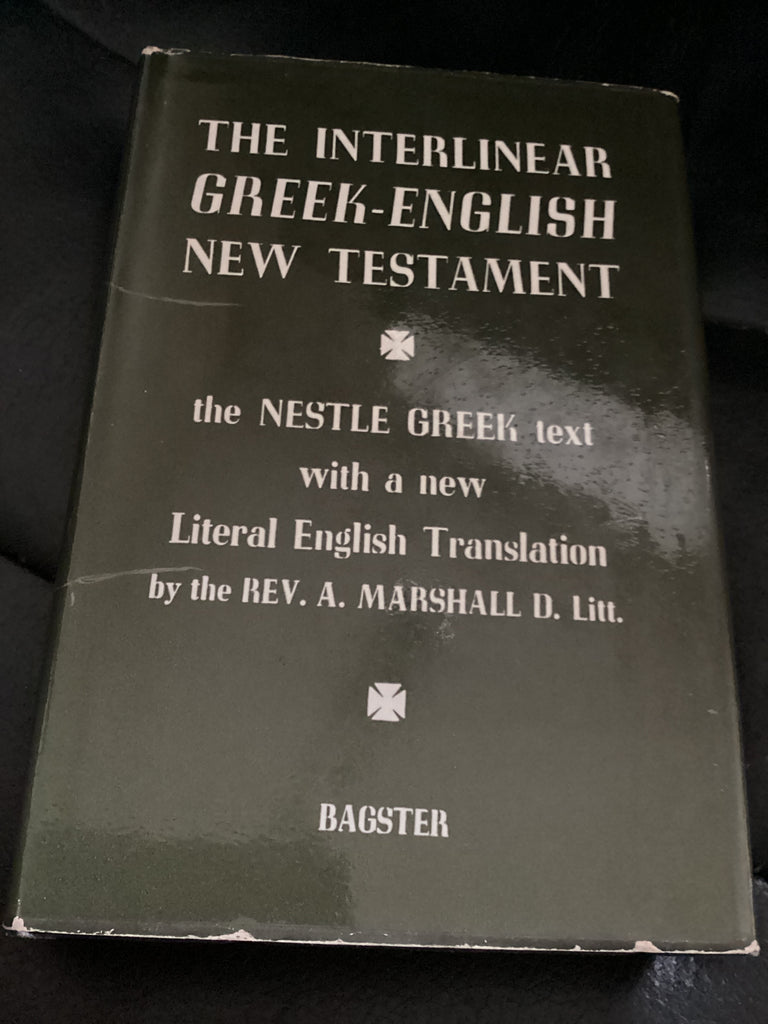 THE INTERLINEAR
GREEK-ENGLISH
NEW TESTAMENT
the NESTLE GREEK text
with a new
Literal English Translation
by the REV. A. MARSHALL D. Litt.
BAGSTER